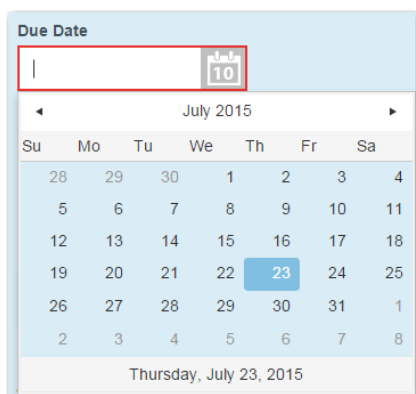 Due Date
10
◂ July 2015 ▸
Su Mo Tu We Th Fr Sa
28 29 30 1 2 3 4
5 6 7 8 9 10 11
12 13 14 15 16 17 18
19 20 21 22 23 24 25
26 27 28 29 30 31 1
2 3 4 5 6 7 8
Thursday, July 23, 2015